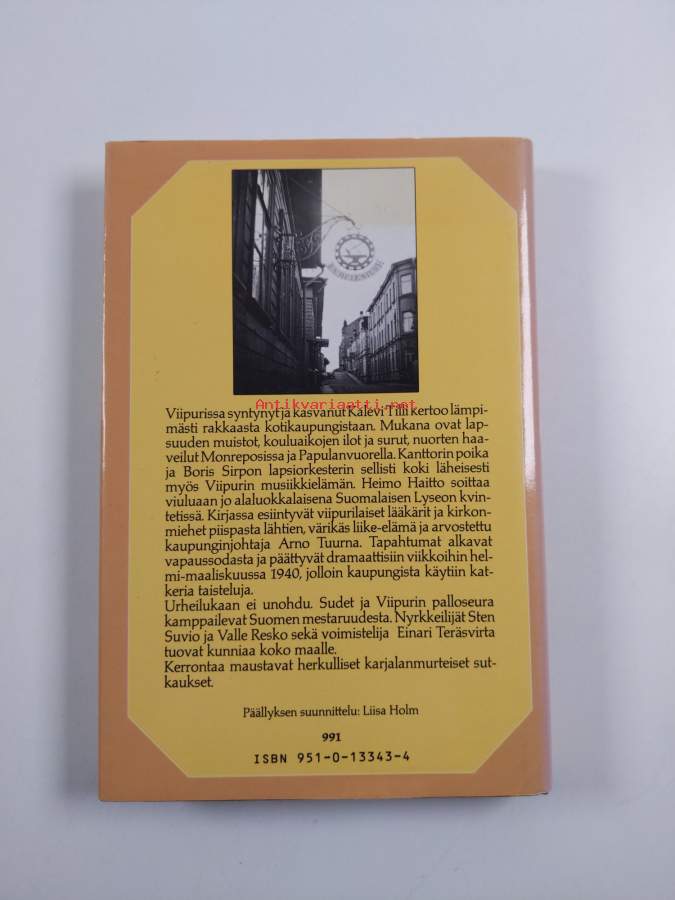 Antikvariaatti.net
Viipurissa syntynyt ja kasvanut Kalevi Tilli kertoo lämpi-
mästi rakkaasta kotikaupungistaan. Mukana ovat lap-
suuden muistot, kouluaikojen ilot ja surut, nuorten haa-
veilut Monreposissa ja Papulanvuorella. Kanttorin poika
ja Boris Sirpon lapsiorkesterin sellisti koki läheisesti
myös Viipurin musiikkielämän. Heimo Haitto soittaa
viuluaan jo alaluokkalaisena Suomalaisen Lyseon kvin-
tetissä. Kirjassa esiintyvät viipurilaiset lääkärit ja kirkon-
miehet piispasta lähtien, värikäs liike-elämä ja arvostettu
kaupunginjohtaja Arno Tuurna. Tapahtumat alkavat
vapaussodasta ja päättyvät dramaattisiin viikkoihin hel-
mi-maaliskuussa 1940, jolloin kaupungista käytiin kat-
keria taisteluja.
Urheilukaan ei unohdu. Sudet ja Viipurin palloseura
kamppailevat Suomen mestaruudesta. Nyrkkeilijät Sten
Suvio ja Valle Resko sekä voimistelija Einari Teräsvirta
tuovat kunniaa koko maalle.
Kerrontaa maustavat herkulliset karjalanmurteiset sut-
kaukset.
Päällyksen suunnittelu: Liisa Holm
991
ISBN 951-0-13343-4